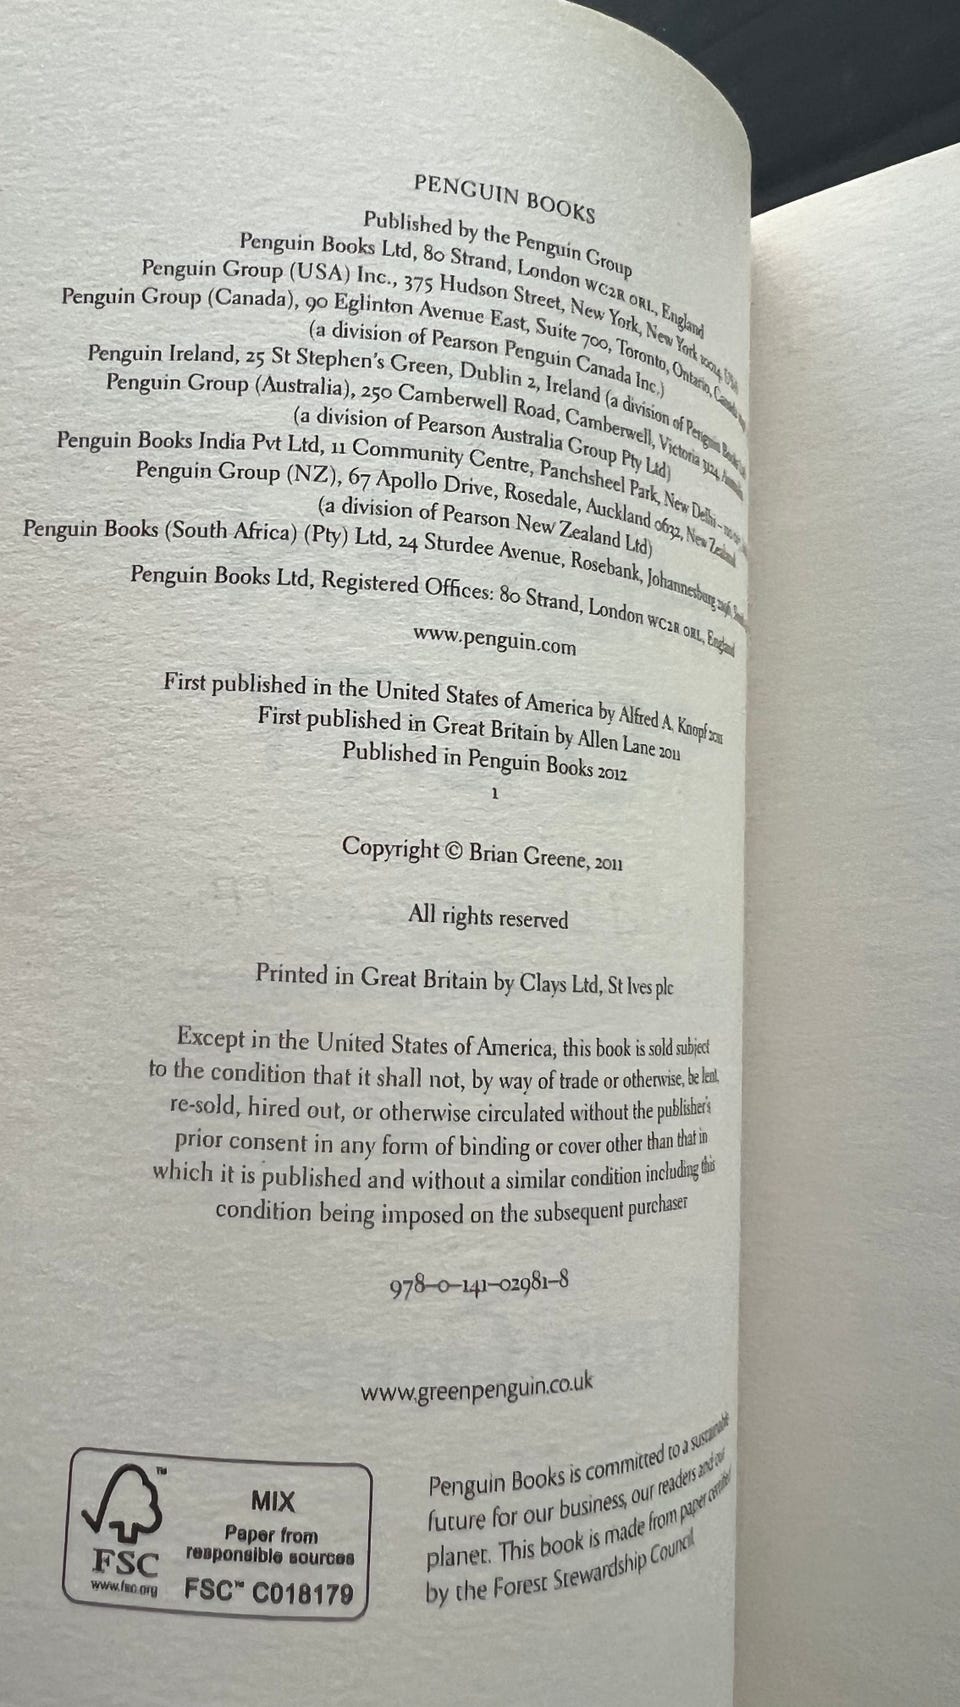 PENGUIN BOOKS
Published by the Penguin Group
Penguin Books Ltd, 80 Strand, London WC2R 0RL, England
Penguin Group (USA) Inc., 375 Hudson Street, New York, New York 10014, USA
Penguin Group (Canada), 90 Eglinton Avenue East, Suite 700, Toronto, Ontario, Canada
(a division of Pearson Penguin Canada Inc.)
Penguin Ireland, 25 St Stephen's Green, Dublin 2, Ireland (a division of Penguin Books
Penguin Group (Australia), 250 Camberwell Road, Camberwell, Victoria 3124, Australia
(a division of Pearson Australia Group Pty Ltd)
Penguin Books India Pvt Ltd, 11 Community Centre, Panchsheel Park, New Delhi –
Penguin Group (NZ), 67 Apollo Drive, Rosedale, Auckland 0632, New Zealand
(a division of Pearson New Zealand Ltd)
Penguin Books (South Africa) (Pty) Ltd, 24 Sturdee Avenue, Rosebank, Johannesburg
Penguin Books Ltd, Registered Offices: 80 Strand, London WC2R 0RL, England
www.penguin.com
First published in the United States of America by Alfred A. Knopf 2011
First published in Great Britain by Allen Lane 2011
Published in Penguin Books 2012
1
Copyright © Brian Greene, 2011
All rights reserved
Printed in Great Britain by Clays Ltd, St Ives plc
Except in the United States of America, this book is sold subject
to the condition that it shall not, by way of trade or otherwise, be lent,
re-sold, hired out, or otherwise circulated without the publisher's
prior consent in any form of binding or cover other than that in
which it is published and without a similar condition including this
condition being imposed on the subsequent purchaser
978–0–141–02981–8
www.greenpenguin.co.uk
™
MIX
Paper from
responsible sources
FSC
www.fsc.org
FSC™ C018179
Penguin Books is committed to a sustainable
future for our business, our readers and our
planet. This book is made from paper certified
by the Forest Stewardship Council.